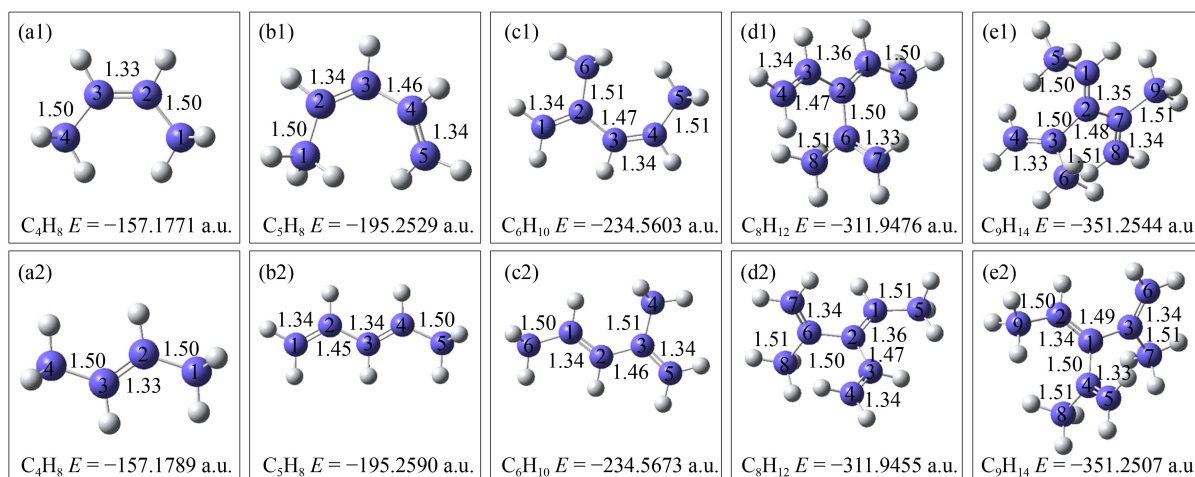 (a1)
1.33
3 2
1.50 1.50
4 1
C4H8 E = −157.1771 a.u.
(b1)
1.34 3 1.46
2 4
1.50 1.34
1 5
C5H8 E = −195.2529 a.u.
(c1)
6
1.34 1.51
4 5
1 1.47 1.51
3 4
1.34
C6H10 E = −234.5603 a.u.
(d1)
1.34 1.36 1 1.50
3 5
4 2
1.47
1.50
1.51 6 1.33
8 7
C8H12 E = −311.9476 a.u.
(e1)
5 1 9
1.50 1.35
2 1.51
1.50 7
4 3 1.48 1.34
1.33 1.51 8
6
C9H14 E = −351.2544 a.u.
(a2)
2 1.50
4 1.50 1
3 1.33
C4H8 E = −157.1789 a.u.
(b2)
1.34 2 1.34 4 1.50
1 1.45 3 5
C5H8 E = −195.2590 a.u.
(c2)
4
1.50 1 1.51
6 3 1.34
1.34 2 1.46 5
C6H10 E = −234.5673 a.u.
(d2)
7 1 1.51
1.34 5
6 2 1.36
1.51 1.50 1.47
8 3
4 1.34
C8H12 E = −311.9455 a.u.
(e2)
6
1.50 2 1.49 1.34
9 3
1.34 1 1.51
1.50 7
4 1.33
1.51 5
8
C9H14 E = −351.2507 a.u.